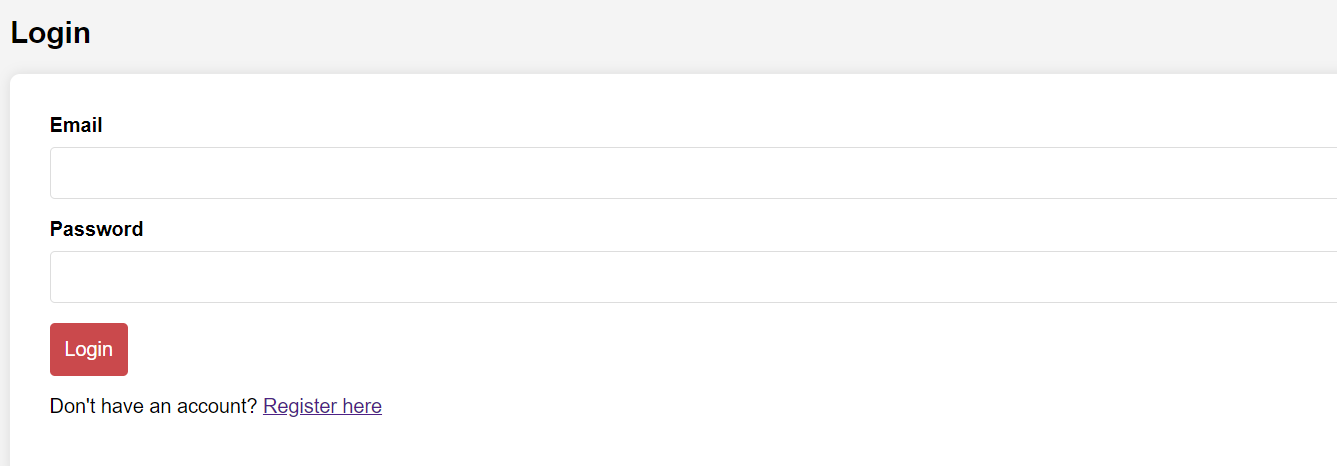 Login
Email
Password
Login
Don't have an account? Register here